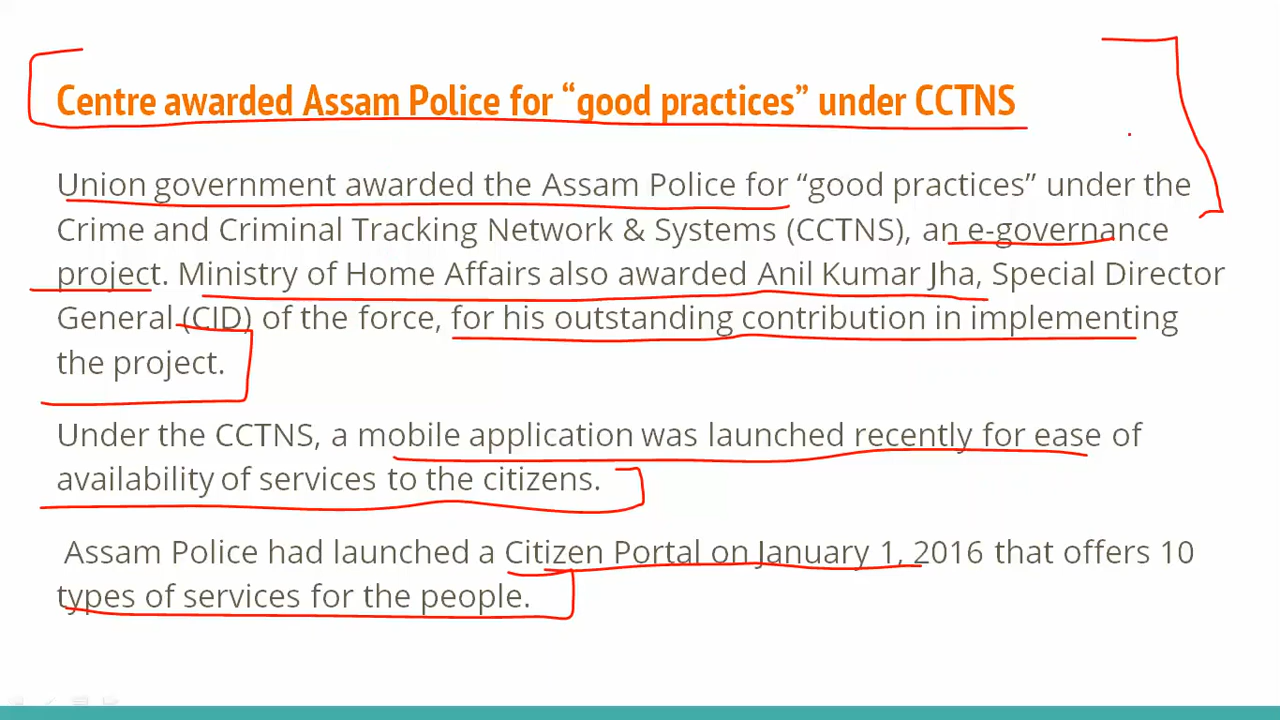 Centre awarded Assam Police for “good practices” under CCTNS
Union government awarded the Assam Police for “good practices” under the
Crime and Criminal Tracking Network & Systems (CCTNS), an e-governance
project. Ministry of Home Affairs also awarded Anil Kumar Jha, Special Director
General (CID) of the force, for his outstanding contribution in implementing
the project.
Under the CCTNS, a mobile application was launched recently for ease of
availability of services to the citizens.
Assam Police had launched a Citizen Portal on January 1, 2016 that offers 10
types of services for the people.